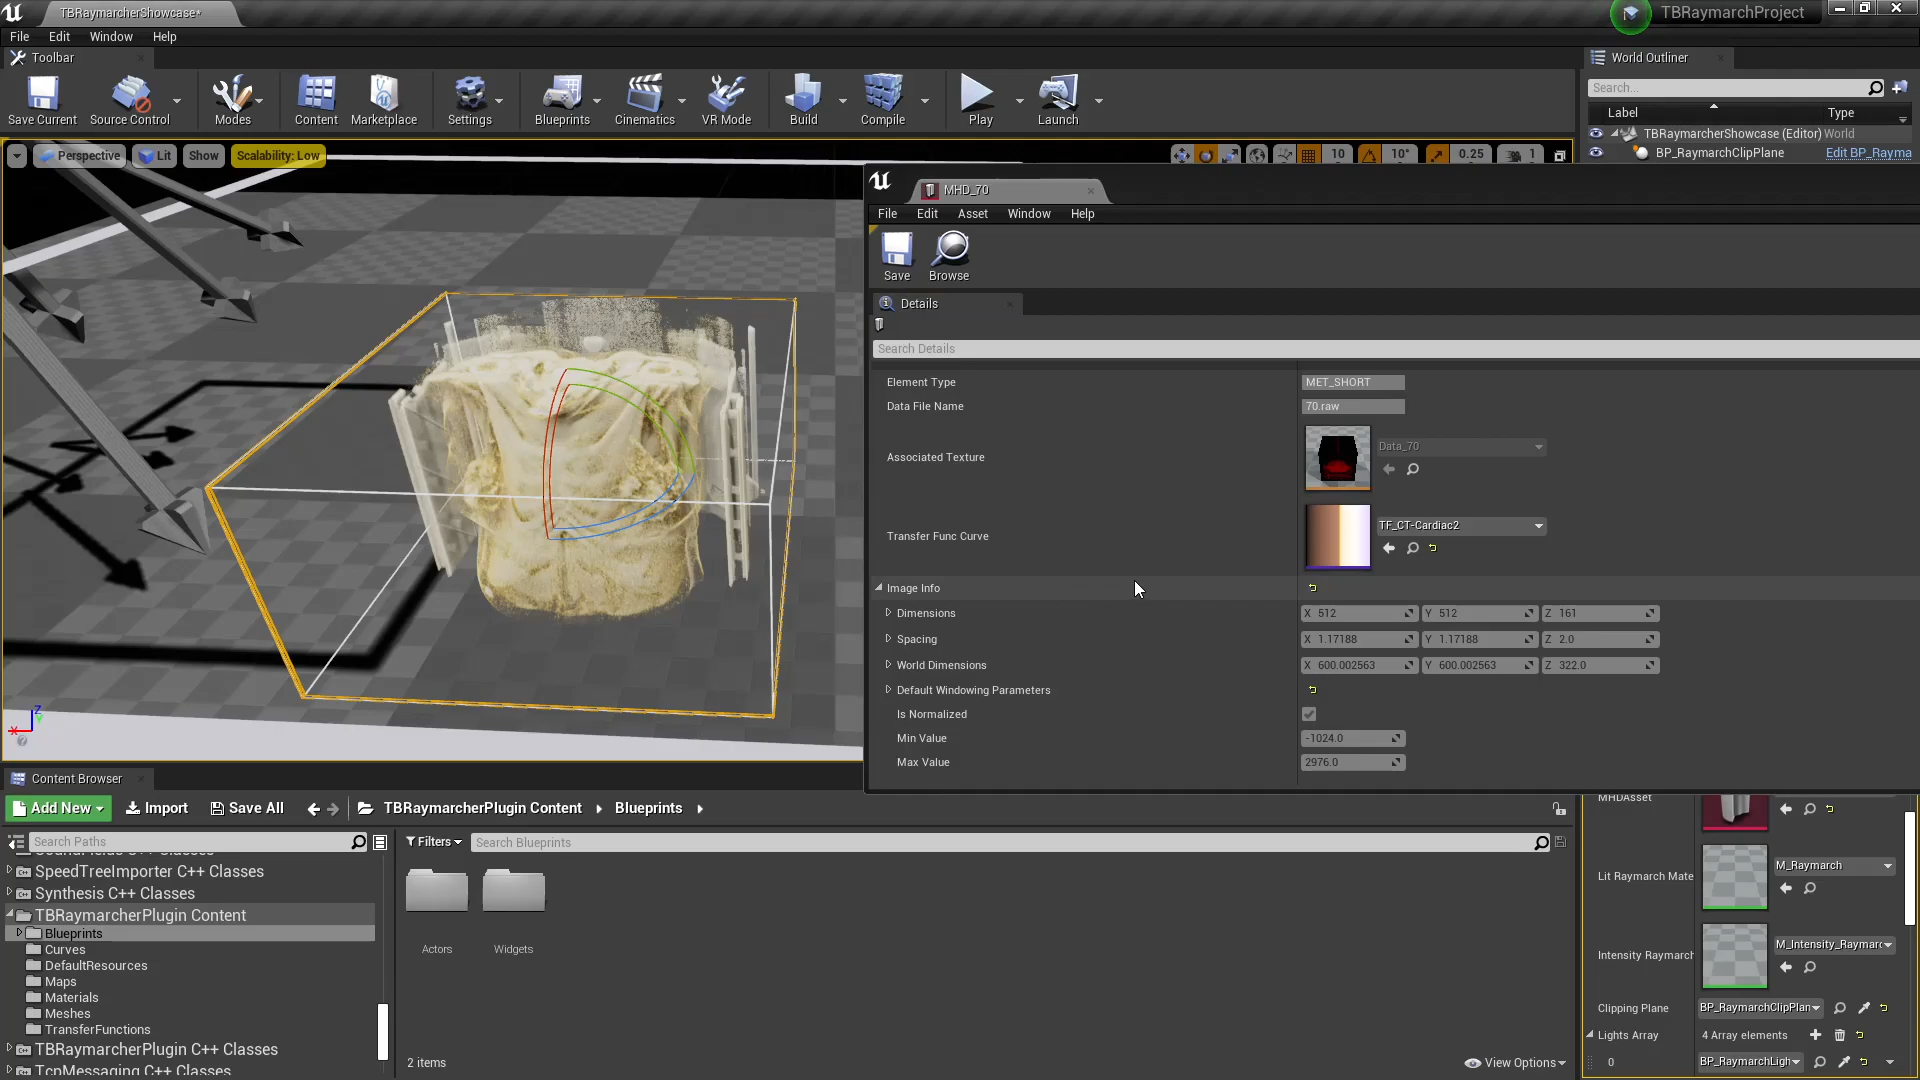 TBRaymarcherShowcase*
TBRaymarchProject
File Edit Window Help
Toolbar
World Outliner
Save Current
Source Control
Modes
Content
Marketplace
Settings
Blueprints
Cinematics
VR Mode
Build
Compile
Play
Launch
Search...
Label Type
TBRaymarcherShowcase (Editor) World
BP_RaymarchClipPlane Edit BP_Rayma
Perspective Lit Show Scalability: Low
10 10° 0.25 1
MHD_70
File Edit Asset Window Help
Save Browse
Details
Search Details
Element Type MET_SHORT
Data File Name 70.raw
Associated Texture Data_70
Transfer Func Curve TF_CT-Cardiac2
Image Info
Dimensions X 512 Y 512 Z 161
Spacing X 1.17188 Y 1.17188 Z 2.0
World Dimensions X 600.002563 Y 600.002563 Z 322.0
Default Windowing Parameters
Is Normalized
Min Value -1024.0
Max Value 2976.0
Z
Y
X
Content Browser
Add New Import Save All TBRaymarcherPlugin Content Blueprints
Search Paths
Filters Search Blueprints
SpeedTreeImporter C++ Classes
Synthesis C++ Classes
TBRaymarcherPlugin Content
Blueprints
Curves
DefaultResources
Maps
Materials
Meshes
TransferFunctions
TBRaymarcherPlugin C++ Classes
TcpMessaging C++ Classes
Actors Widgets
2 items
View Options
MHDAsset
Lit Raymarch Mate M_Raymarch
Intensity Raymarch M_Intensity_Raymarc
Clipping Plane BP_RaymarchClipPlan
Lights Array 4 Array elements
0 BP_RaymarchLigh